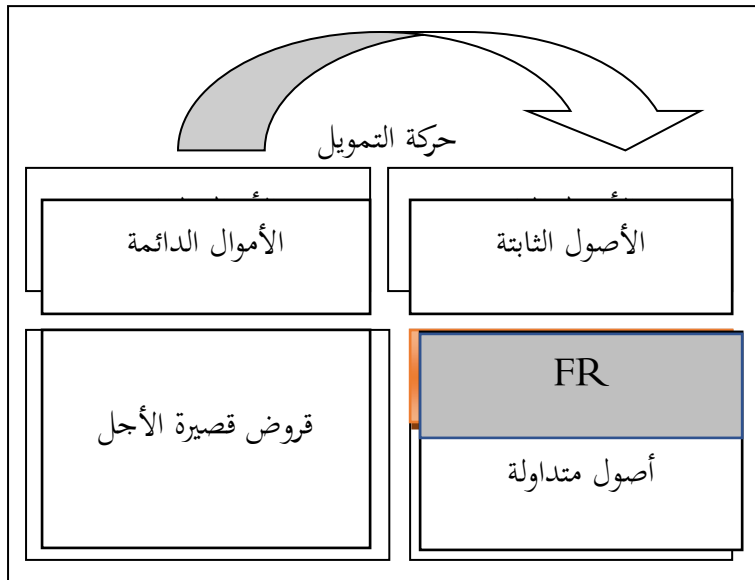 حركة التمويل
الأصول الثابتة
الأموال الدائمة
FR
أصول متداولة
قروض قصيرة الأجل